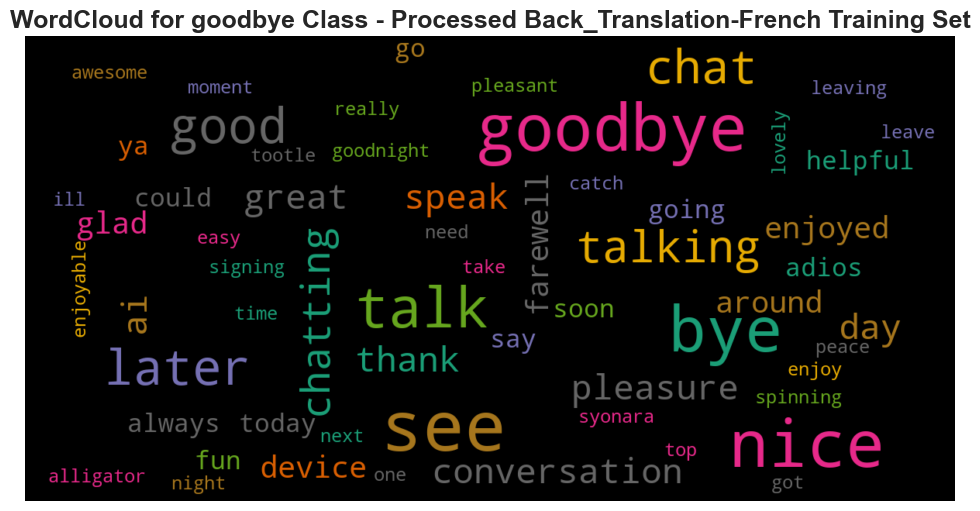 WordCloud for goodbye Class - Processed Back_Translation-French Training Set
go
awesome
chat
moment
pleasant
leaving
really
good
goodbye
lovely
leave
ya
tootle
goodnight
helpful
ill
could
great
speak
catch
farewell
going
glad
easy
need
talking
enjoyed
enjoyable
signing
chatting
take
adios
ai
time
talk
soon
around
day
bye
say
peace
later
thank
enjoy
pleasure
spinning
always
today
next
see
syonara
nice
top
fun
device
one
conversation
alligator
night
got